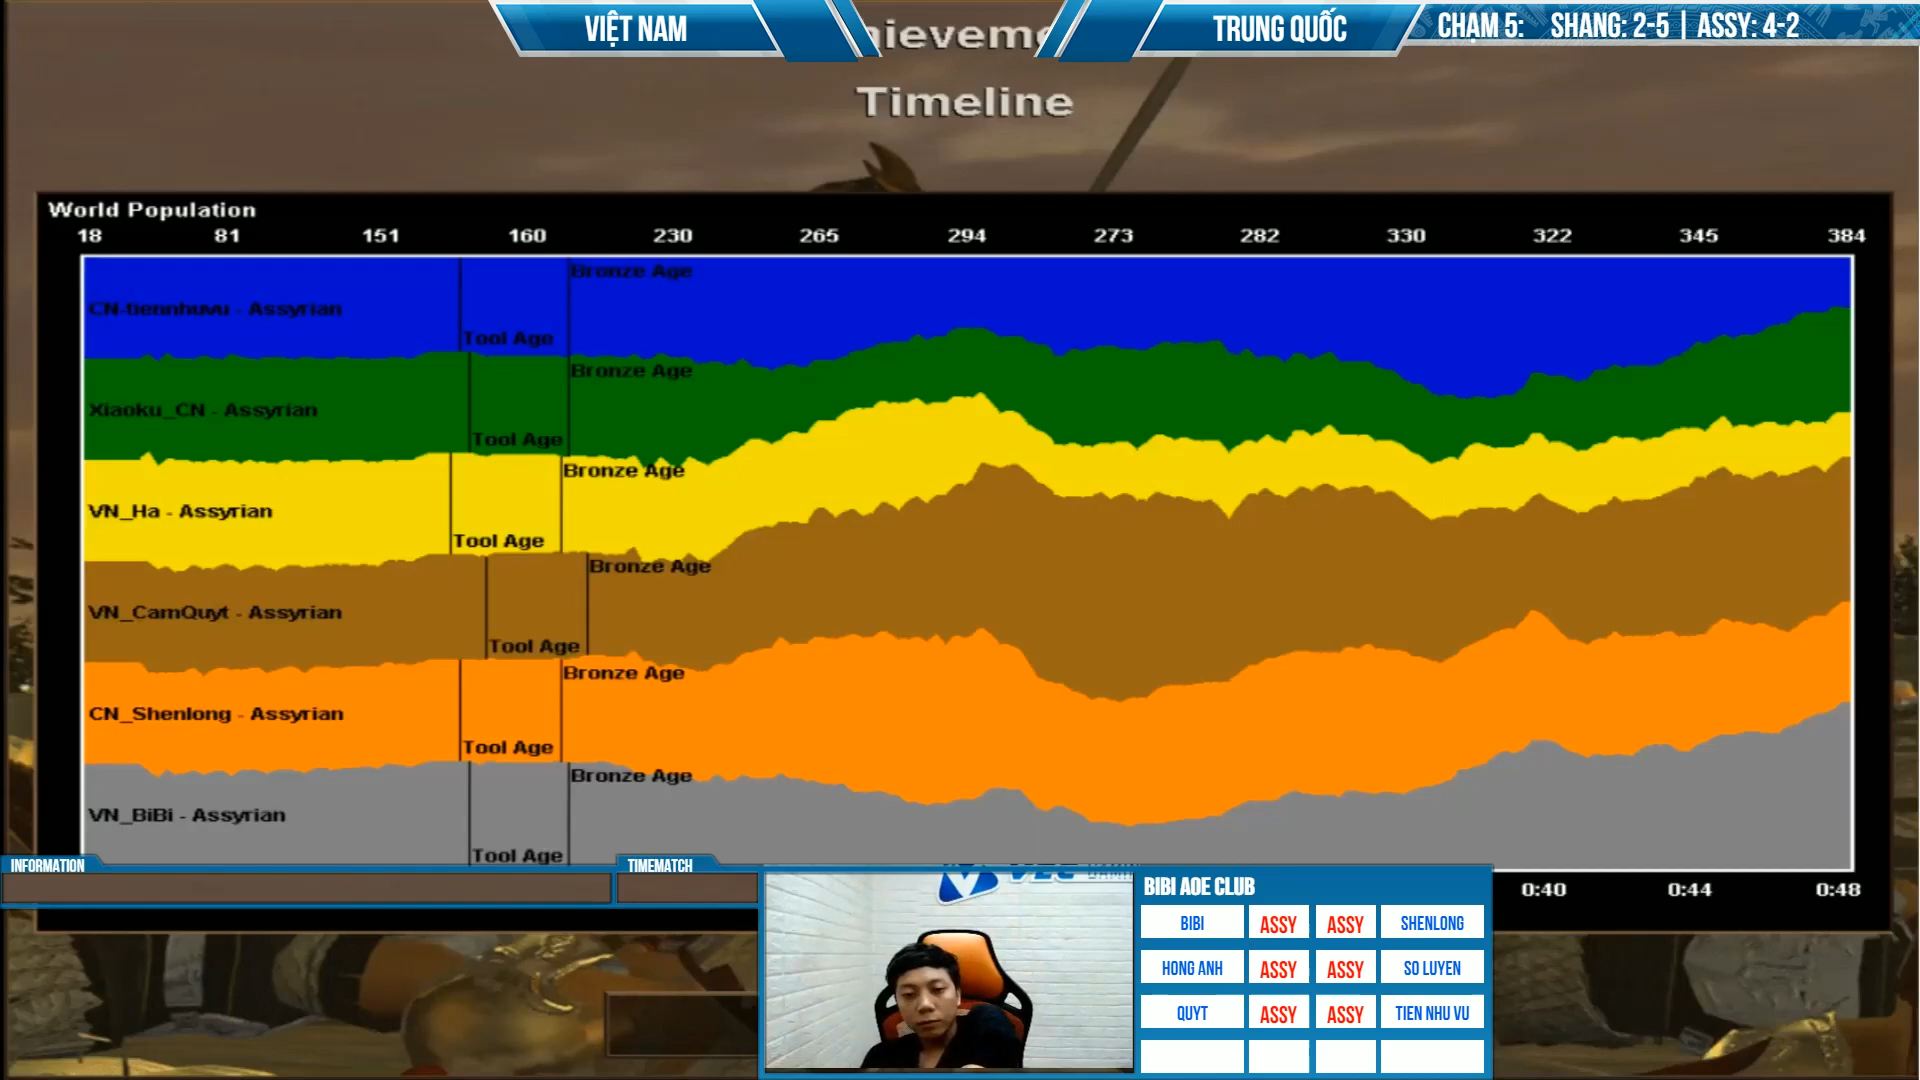 VIỆT NAM
TRUNG QUỐC
CHẠM 5: SHANG: 2-5 | ASSY: 4-2
hievem
Timeline
World Population
18 81 151 160 230 265 294 273 282 330 322 345 384
Bronze Age
CN-tiennhuvu - Assyrian
Tool Age
Bronze Age
Xiaoku_CN - Assyrian
Tool Age
Bronze Age
VN_Ha - Assyrian
Tool Age
Bronze Age
VN_CamQuyt - Assyrian
Tool Age
Bronze Age
CN_Shenlong - Assyrian
Tool Age
Bronze Age
VN_BiBi - Assyrian
Tool Age
0:40 0:44 0:48
INFORMATION
TIMEMATCH
BIBI AOE CLUB
BIBI ASSY ASSY SHENLONG
HONG ANH ASSY ASSY SO LUYEN
QUYT ASSY ASSY TIEN NHU VU